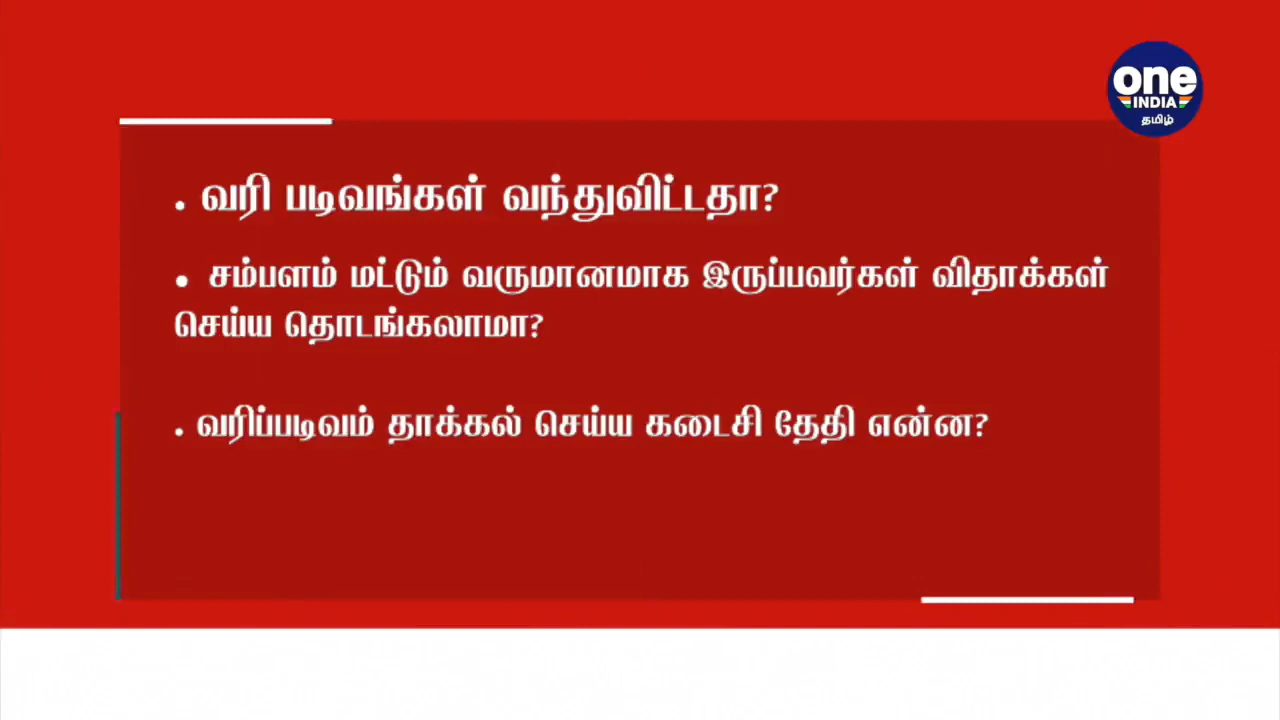 one
INDIA
தமிழ்
. வரி படிவங்கள் வந்துவிட்டதா?
. சம்பளம் மட்டும் வருமானமாக இருப்பவர்கள் விதாக்கள்
செய்ய தொடங்கலாமா?
. வரிப்படிவம் தாக்கல் செய்ய கடைசி தேதி என்ன?